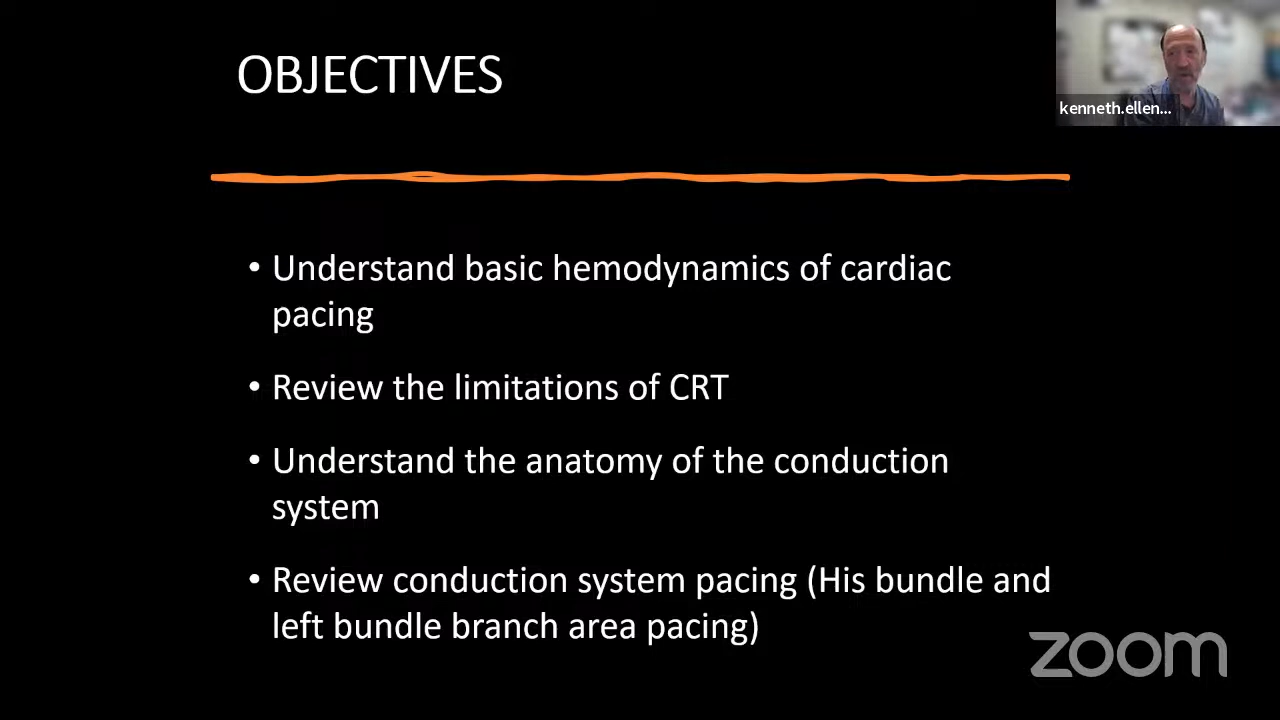 OBJECTIVES
kenneth.ellen...
• Understand basic hemodynamics of cardiac
pacing
• Review the limitations of CRT
• Understand the anatomy of the conduction
system
• Review conduction system pacing (His bundle and
left bundle branch area pacing)
zoom